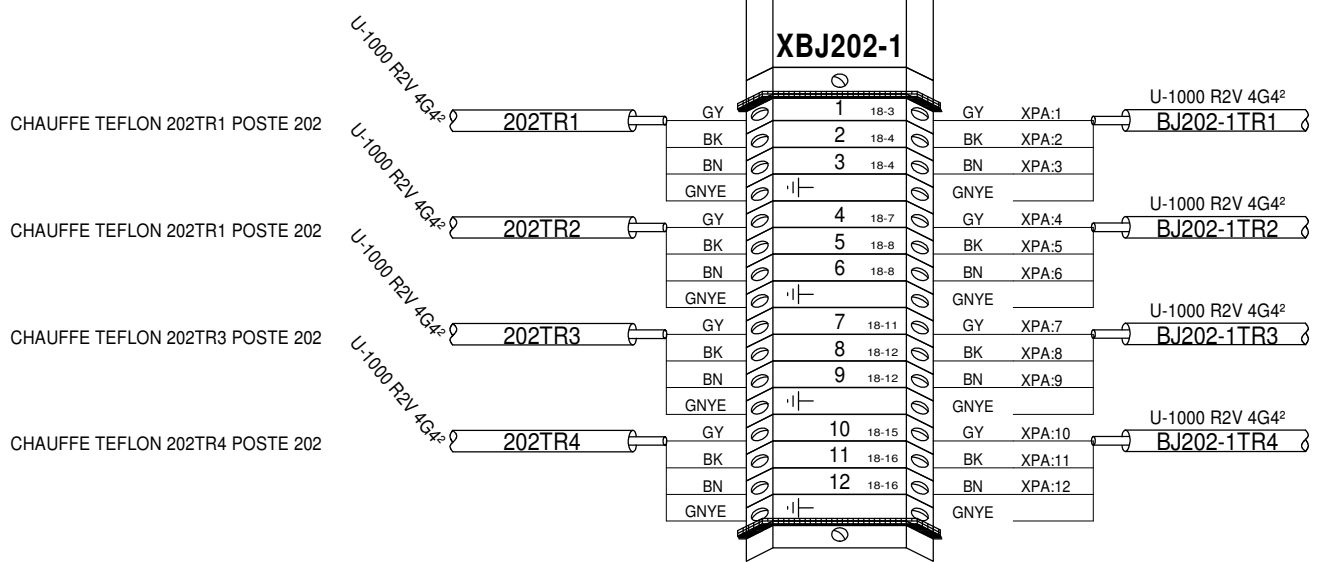 XBJ202-1
U-1000 R2V 4G4²
U-1000 R2V 4G4²
CHAUFFE TEFLON 202TR1 POSTE 202
202TR1
GY
1
18-3
GY
XPA:1
BJ202-1TR1
BK
2
18-4
BK
XPA:2
BN
3
18-4
BN
XPA:3
GNYE
GNYE
U-1000 R2V 4G4²
U-1000 R2V 4G4²
CHAUFFE TEFLON 202TR1 POSTE 202
202TR2
GY
4
18-7
GY
XPA:4
BJ202-1TR2
BK
5
18-8
BK
XPA:5
BN
6
18-8
BN
XPA:6
GNYE
GNYE
U-1000 R2V 4G4²
U-1000 R2V 4G4²
CHAUFFE TEFLON 202TR3 POSTE 202
202TR3
GY
7
18-11
GY
XPA:7
BJ202-1TR3
BK
8
18-12
BK
XPA:8
BN
9
18-12
BN
XPA:9
GNYE
GNYE
U-1000 R2V 4G4²
U-1000 R2V 4G4²
CHAUFFE TEFLON 202TR4 POSTE 202
202TR4
GY
10
18-15
GY
XPA:10
BJ202-1TR4
BK
11
18-16
BK
XPA:11
BN
12
18-16
BN
XPA:12
GNYE
GNYE